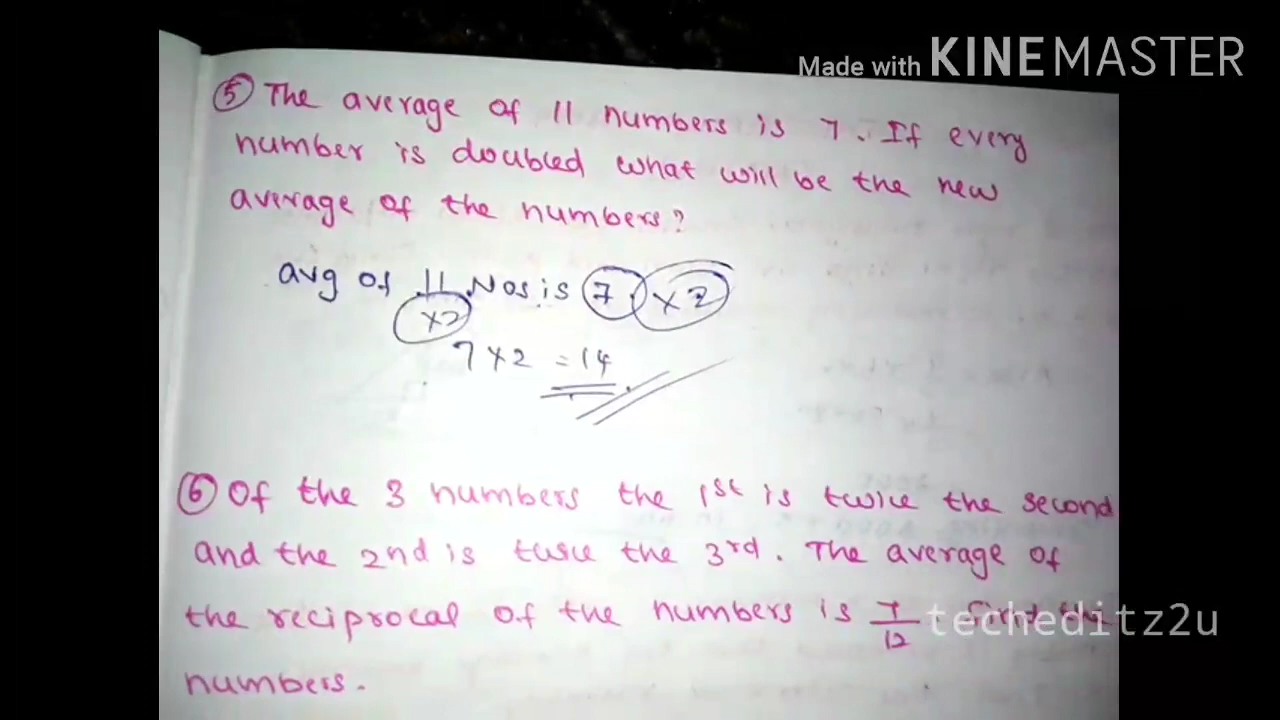 Made with KINEMASTER
⑤ The average of 11 numbers is 7. If every
number is doubled what will be the new
average of the numbers?
avg of 11 Nos is 7 x2
x2
7 x 2 = 14
⑥ Of the 3 numbers the 1st is twice the second
and the 2nd is twice the 3rd. The average of
the reciprocal of the numbers is 7/12
techeditz2u
numbers.